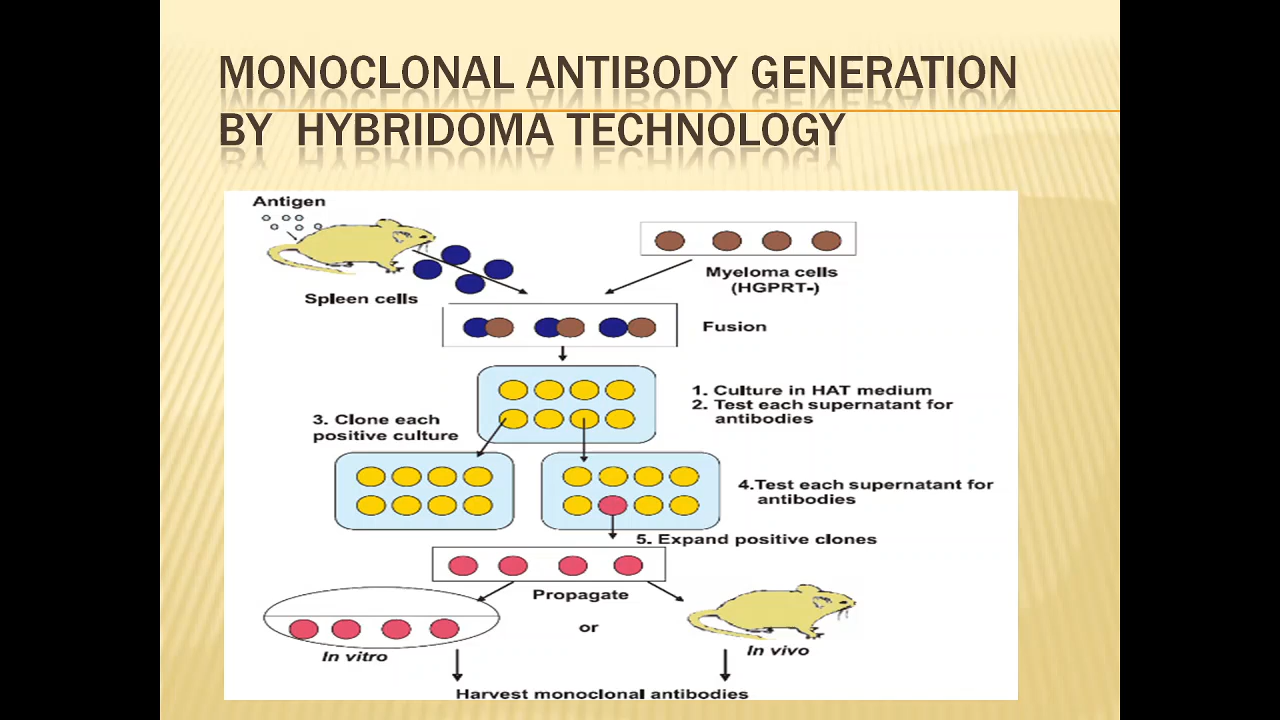 MONOCLONAL ANTIBODY GENERATION
BY HYBRIDOMA TECHNOLOGY
Antigen
Spleen cells
Myeloma cells
(HGPRT-)
Fusion
1. Culture in HAT medium
2. Test each supernatant for
antibodies
3. Clone each
positive culture
4.Test each supernatant for
antibodies
5. Expand positive clones
Propagate
or
In vitro
In vivo
Harvest monoclonal antibodies